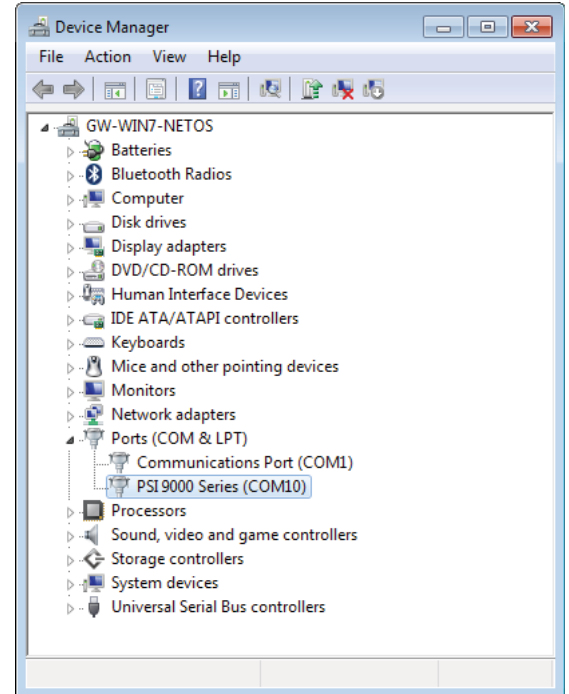 Device Manager
File Action View Help
GW-WIN7-NETOS
Batteries
Bluetooth Radios
Computer
Disk drives
Display adapters
DVD/CD-ROM drives
Human Interface Devices
IDE ATA/ATAPI controllers
Keyboards
Mice and other pointing devices
Monitors
Network adapters
Ports (COM & LPT)
Communications Port (COM1)
PSI 9000 Series (COM10)
Processors
Sound, video and game controllers
Storage controllers
System devices
Universal Serial Bus controllers